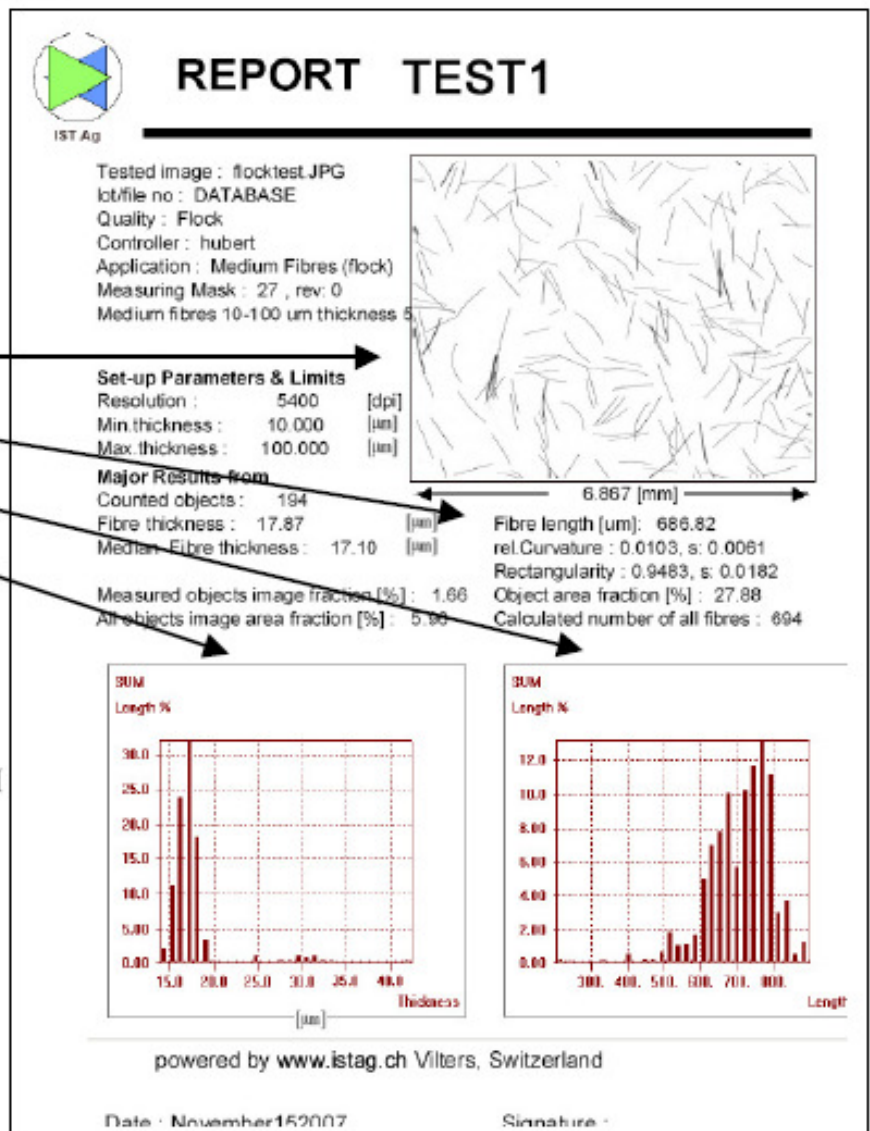 REPORT TEST1
IST Ag
Tested image : flocktest.JPG
lot/file no : DATABASE
Quality : Flock
Controller : hubert
Application : Medium Fibres (flock)
Measuring Mask : 27 , rev: 0
Medium fibres 10-100 um thickness 5
Set-up Parameters & Limits
Resolution : 5400 [dpi]
Min.thickness : 10.000 [µm]
Max.thickness : 100.000 [µm]
6.867 [mm]
Major Results from
Counted objects : 194
Fibre thickness : 17.87 [µm]
Median Fibre thickness : 17.10 [µm]
Fibre length [um]: 686.82
rel.Curvature : 0.0103, s: 0.0061
Rectangularity : 0.9483, s: 0.0182
Measured objects image fraction [%] : 1.66
Object area fraction [%] : 27.88
All objects image area fraction [%] :
Calculated number of all fibres : 694
SUM
Length %
30.0
25.0
20.0
15.0
10.0
5.00
0.00
15.0 20.0 25.0 30.0 35.0 40.0
Thickness
[µm]
SUM
Length %
12.0
10.0
8.00
6.00
4.00
2.00
0.00
300. 400. 500. 600. 700. 800.
Length
powered by www.istag.ch Vilters, Switzerland
Date : November152007 Signature :